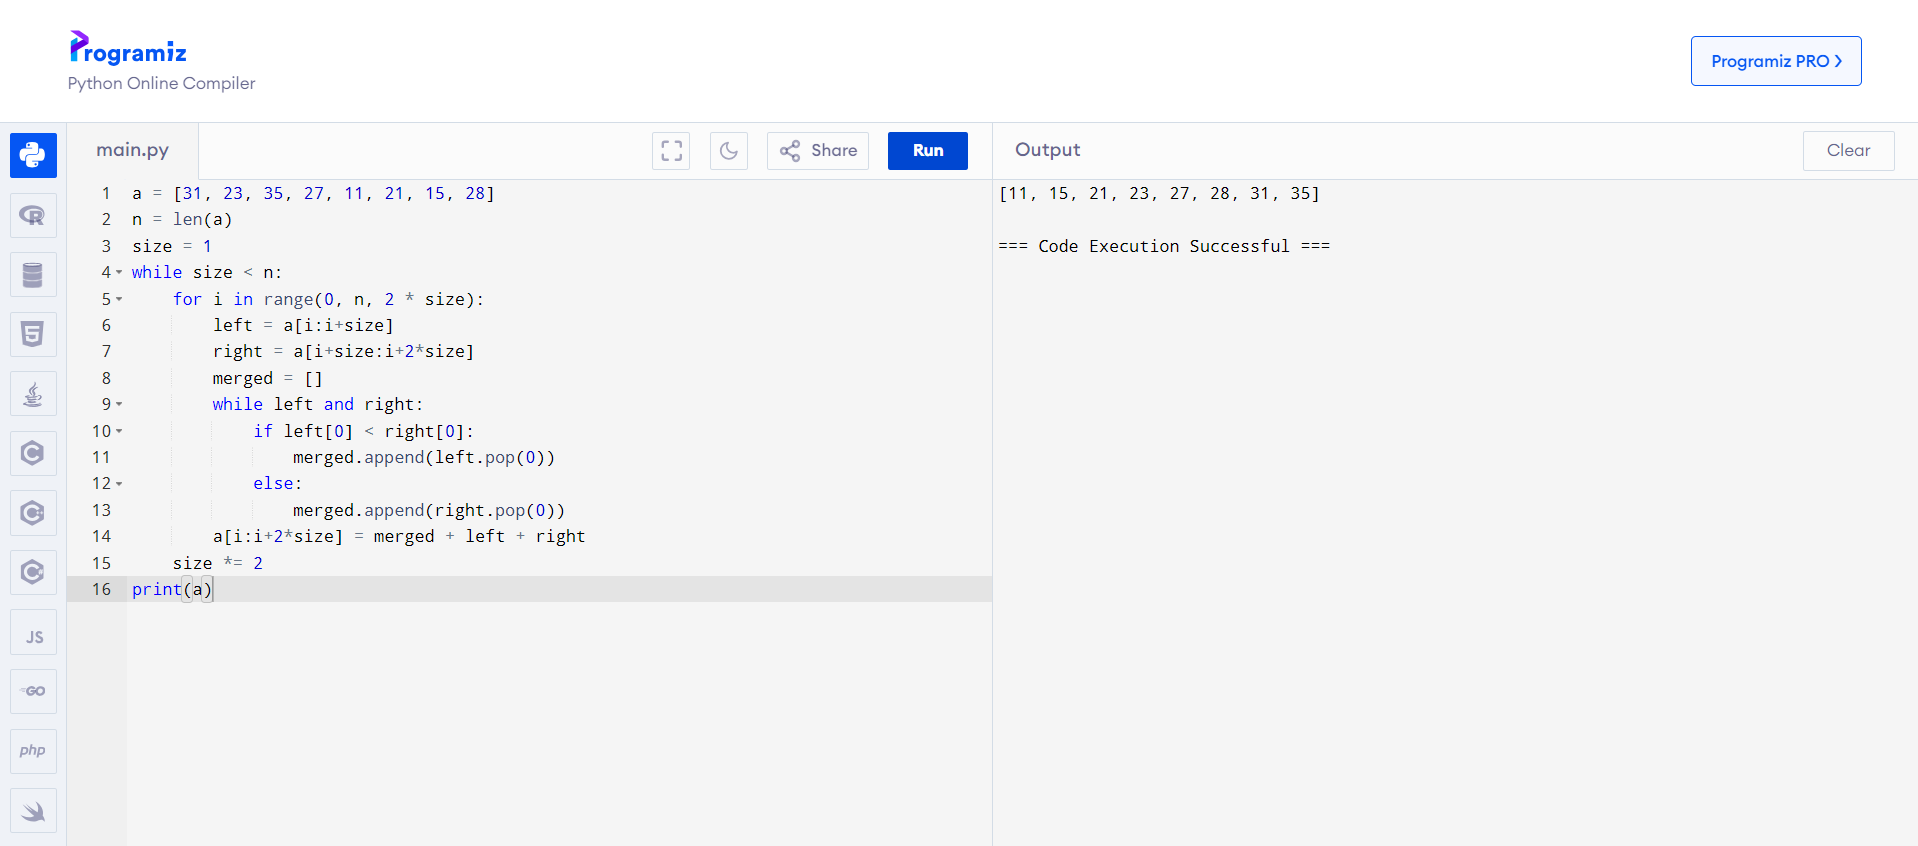 Programiz
Python Online Compiler
Programiz PRO ❯
main.py
Share
Run
Output
Clear
1 a = [31, 23, 35, 27, 11, 21, 15, 28]
2 n = len(a)
3 size = 1
4 while size < n:
5     for i in range(0, n, 2 * size):
6         left = a[i:i+size]
7         right = a[i+size:i+2*size]
8         merged = []
9         while left and right:
10             if left[0] < right[0]:
11                 merged.append(left.pop(0))
12             else:
13                 merged.append(right.pop(0))
14         a[i:i+2*size] = merged + left + right
15     size *= 2
16 print(a)
[11, 15, 21, 23, 27, 28, 31, 35]
=== Code Execution Successful ===
R
5
C
C
C
JS
GO
php